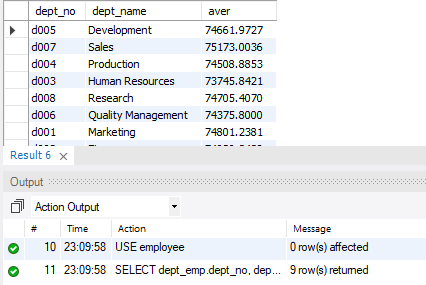 dept_no dept_name aver
d005 Development 74661.9727
d007 Sales 75173.0036
d004 Production 74508.8853
d003 Human Resources 73745.8421
d008 Research 74705.4070
d006 Quality Management 74375.8000
d001 Marketing 74801.2381
Result 6 ×
Output
Action Output
# Time Action Message
10 23:09:58 USE employee 0 row(s) affected
11 23:09:58 SELECT dept_emp.dept_no, dep... 9 row(s) returned